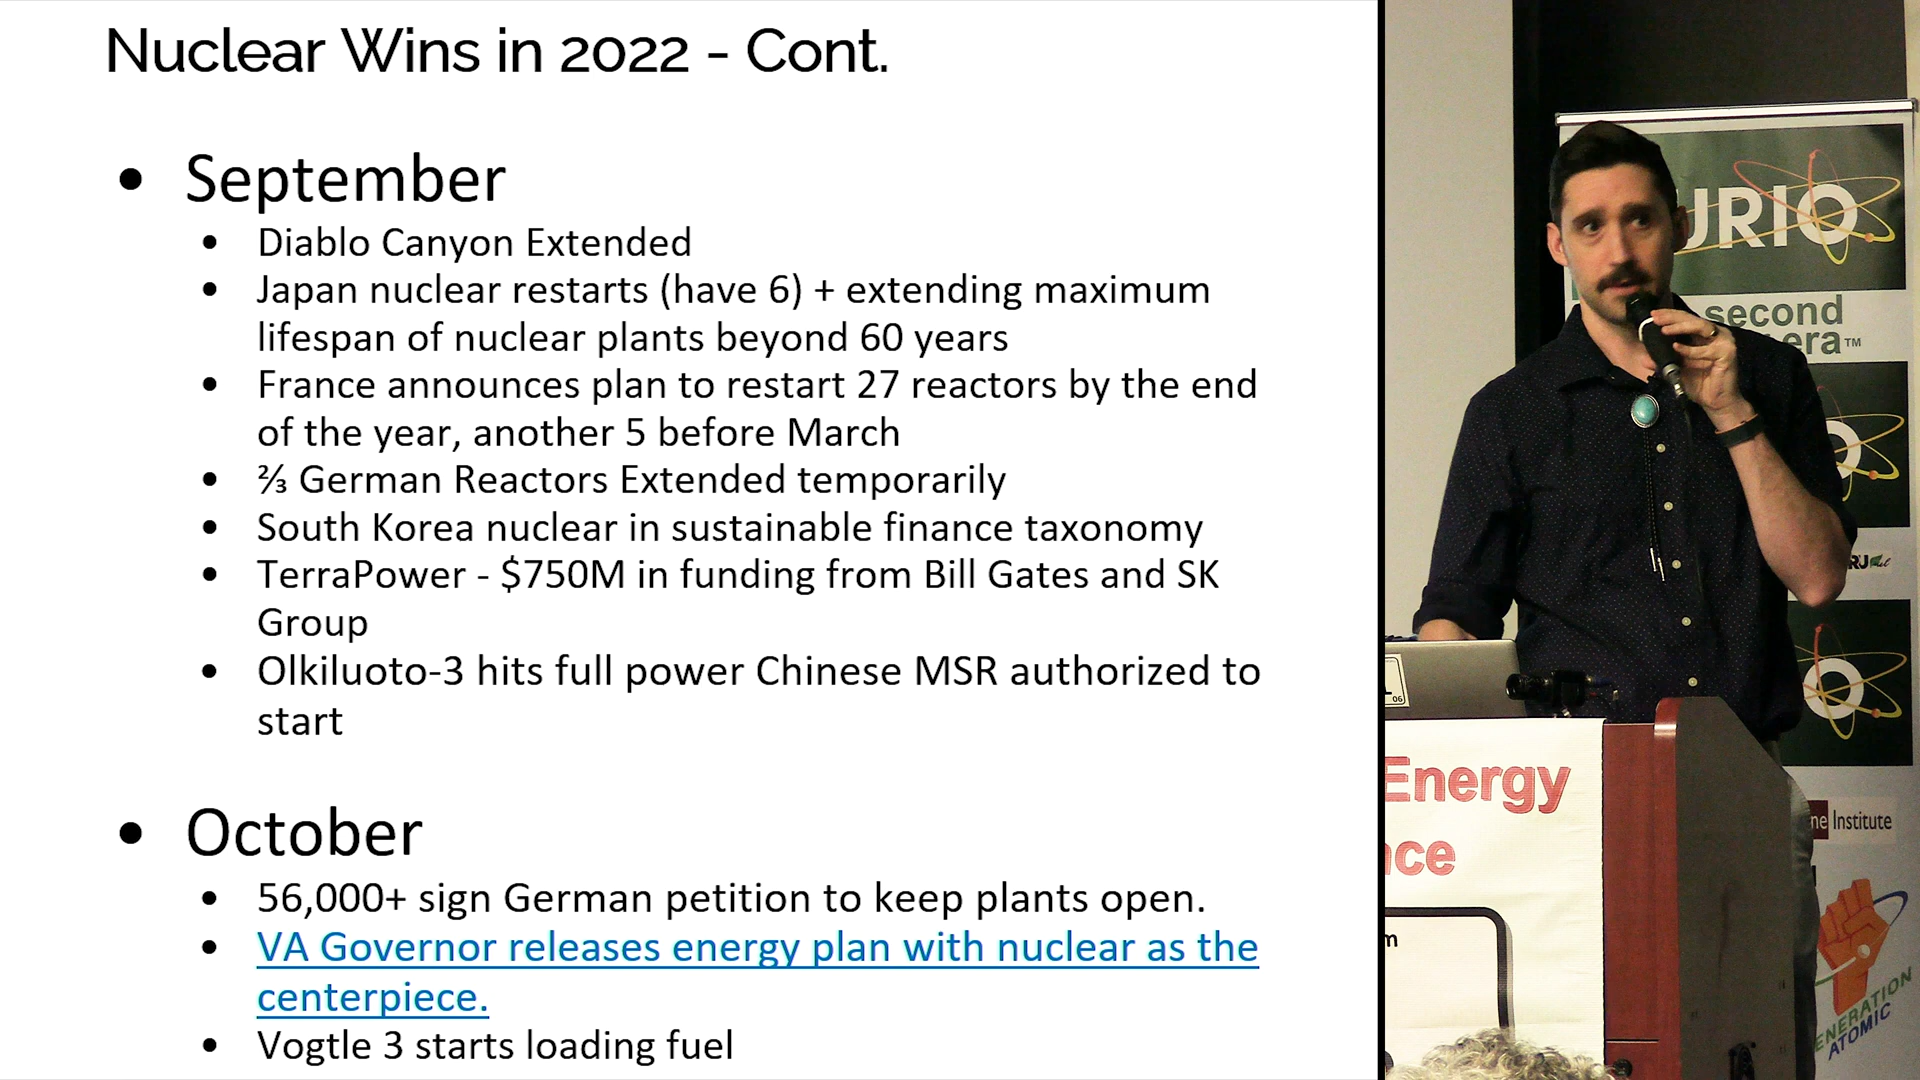 Nuclear Wins in 2022 - Cont.
• September
• Diablo Canyon Extended
• Japan nuclear restarts (have 6) + extending maximum
lifespan of nuclear plants beyond 60 years
• France announces plan to restart 27 reactors by the end
of the year, another 5 before March
• ⅔ German Reactors Extended temporarily
• South Korea nuclear in sustainable finance taxonomy
• TerraPower - $750M in funding from Bill Gates and SK
Group
• Olkiluoto-3 hits full power Chinese MSR authorized to
start
• October
• 56,000+ sign German petition to keep plants open.
• VA Governor releases energy plan with nuclear as the
centerpiece.
• Vogtle 3 starts loading fuel
URIO
second
era™
O
O
06
Energy
nce
m
ne Institute
ENERATION
ATOMIC